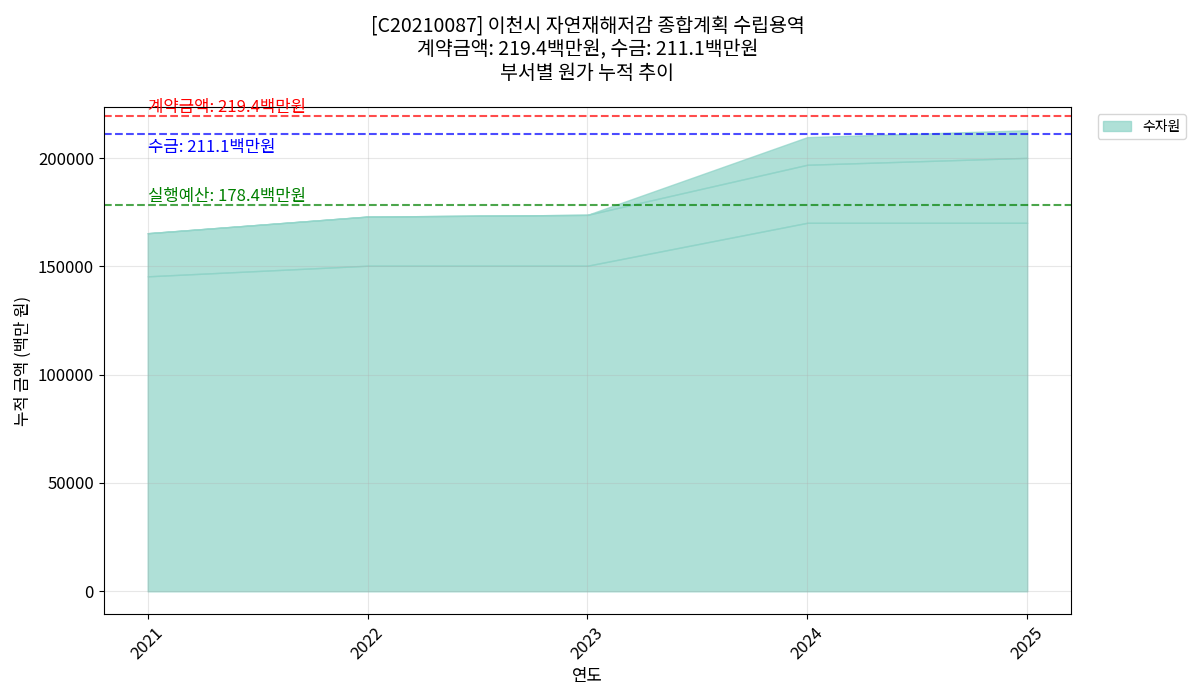 [C20210087] 이천시 자연재해저감 종합계획 수립용역
계약금액: 219.4백만원, 수금: 211.1백만원
부서별 원가 누적 추이
계약금액: 219.4백만원
수금: 211.1백만원
실행예산: 178.4백만원
수자원
누적 금액 (백만 원)
200000
150000
100000
50000
0
2021
2022
2023
2024
2025
연도